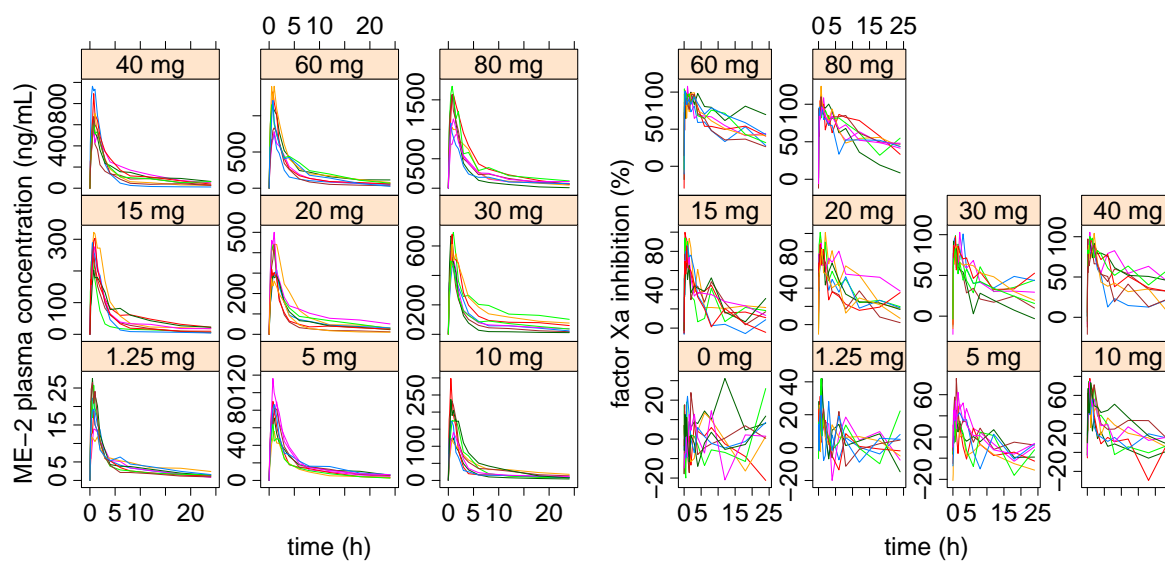 0 5 10 20
0 5 15 25
40 mg 60 mg 80 mg 60 mg 80 mg
ME-2 plasma concentration (ng/mL)
0 400 800
0 500
0 500 1500
factor Xa inhibition (%)
0 50 100
0 50 100
15 mg 20 mg 30 mg 15 mg 20 mg 30 mg 40 mg
0 100 300
0 200 500
0 200 600
0 40 80
0 40 80
0 50 100
0 50 100
1.25 mg 5 mg 10 mg 0 mg 1.25 mg 5 mg 10 mg
0 5 15 25
0 40 80 120
0 50 150 250
−20 0 20
−20 0 20 40
−20 20 60
−20 20 60
0 5 10 20 0 5 10 20 0 5 15 25 0 5 15 25
time (h) time (h)